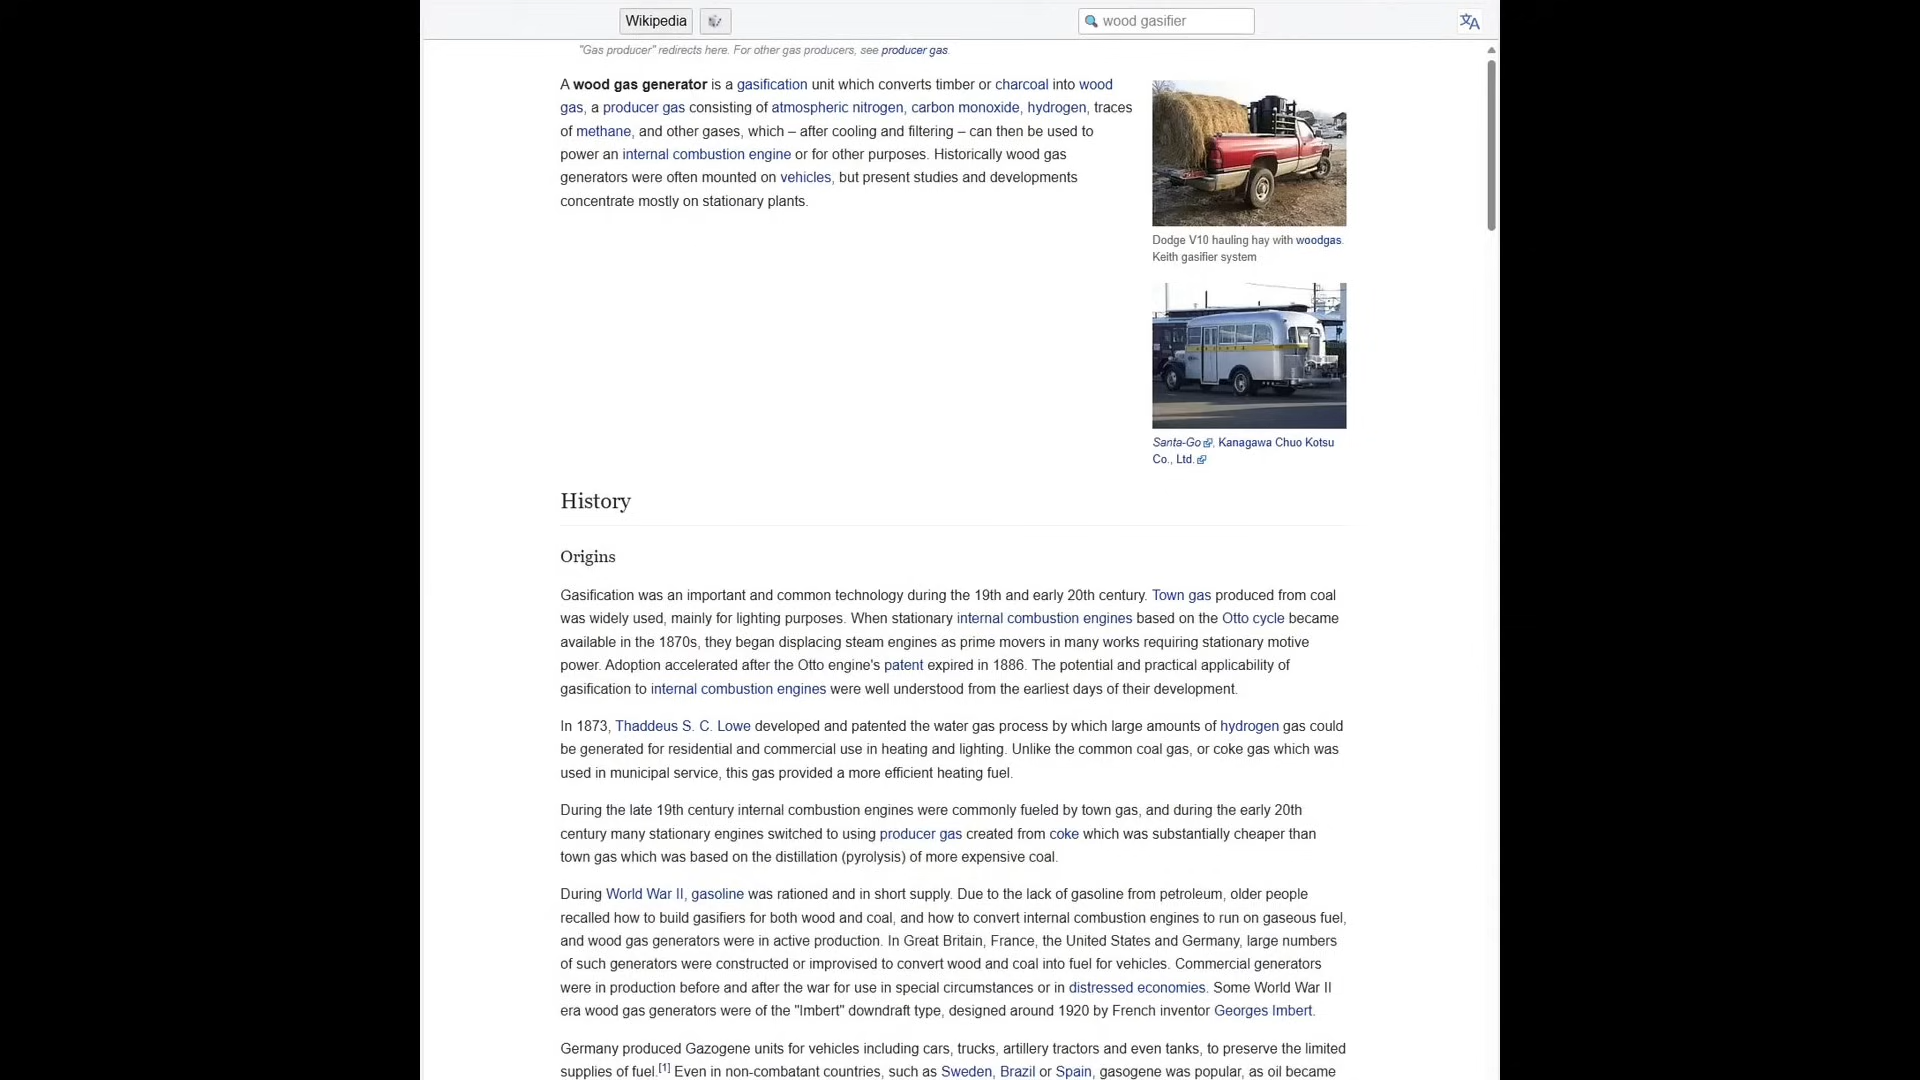 Wikipedia
wood gasifier
"Gas producer" redirects here. For other gas producers, see producer gas.
A wood gas generator is a gasification unit which converts timber or charcoal into wood
gas, a producer gas consisting of atmospheric nitrogen, carbon monoxide, hydrogen, traces
of methane, and other gases, which – after cooling and filtering – can then be used to
power an internal combustion engine or for other purposes. Historically wood gas
generators were often mounted on vehicles, but present studies and developments
concentrate mostly on stationary plants.
Dodge V10 hauling hay with woodgas.
Keith gasifier system
Santa-Go, Kanagawa Chuo Kotsu
Co., Ltd.
History
Origins
Gasification was an important and common technology during the 19th and early 20th century. Town gas produced from coal
was widely used, mainly for lighting purposes. When stationary internal combustion engines based on the Otto cycle became
available in the 1870s, they began displacing steam engines as prime movers in many works requiring stationary motive
power. Adoption accelerated after the Otto engine's patent expired in 1886. The potential and practical applicability of
gasification to internal combustion engines were well understood from the earliest days of their development.
In 1873, Thaddeus S. C. Lowe developed and patented the water gas process by which large amounts of hydrogen gas could
be generated for residential and commercial use in heating and lighting. Unlike the common coal gas, or coke gas which was
used in municipal service, this gas provided a more efficient heating fuel.
During the late 19th century internal combustion engines were commonly fueled by town gas, and during the early 20th
century many stationary engines switched to using producer gas created from coke which was substantially cheaper than
town gas which was based on the distillation (pyrolysis) of more expensive coal.
During World War II, gasoline was rationed and in short supply. Due to the lack of gasoline from petroleum, older people
recalled how to build gasifiers for both wood and coal, and how to convert internal combustion engines to run on gaseous fuel,
and wood gas generators were in active production. In Great Britain, France, the United States and Germany, large numbers
of such generators were constructed or improvised to convert wood and coal into fuel for vehicles. Commercial generators
were in production before and after the war for use in special circumstances or in distressed economies. Some World War II
era wood gas generators were of the "Imbert" downdraft type, designed around 1920 by French inventor Georges Imbert.
Germany produced Gazogene units for vehicles including cars, trucks, artillery tractors and even tanks, to preserve the limited
supplies of fuel.[1] Even in non-combatant countries, such as Sweden, Brazil or Spain, gasogene was popular, as oil became